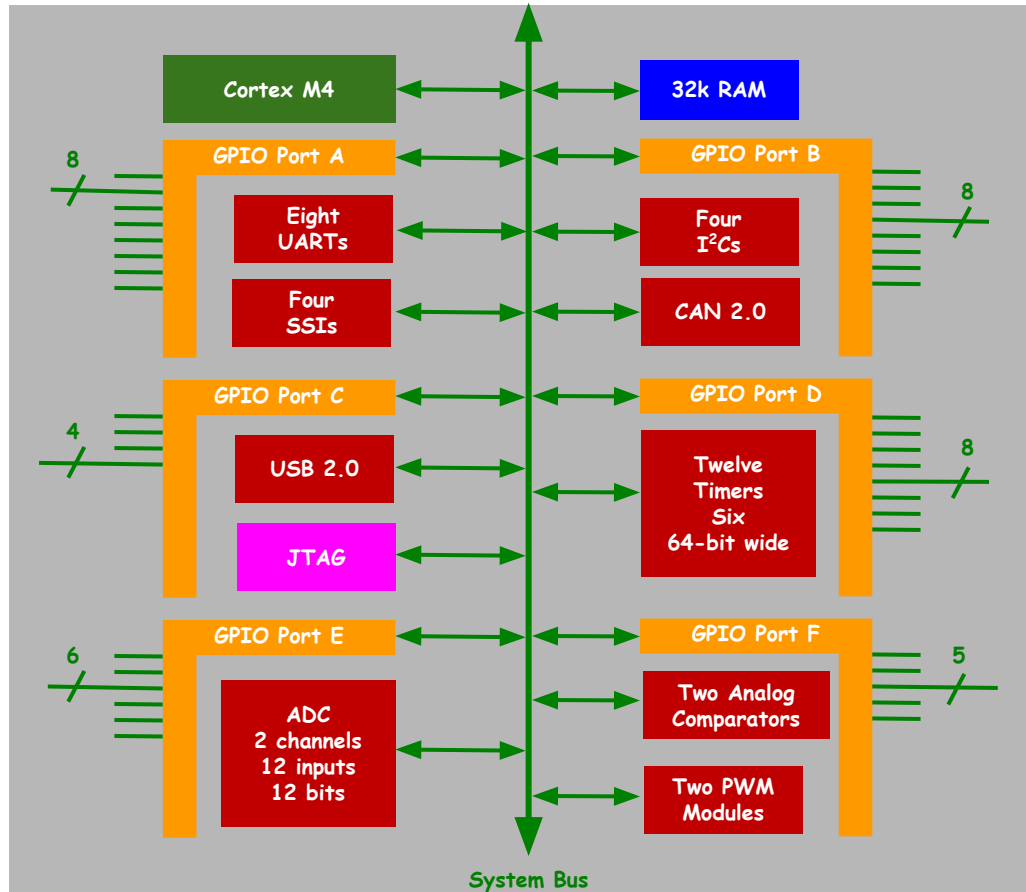 Cortex M4
32k RAM
GPIO Port A
GPIO Port B
8
8
Eight
UARTs
Four
I²Cs
Four
SSIs
CAN 2.0
GPIO Port C
GPIO Port D
4
8
USB 2.0
Twelve
Timers
Six
64-bit wide
JTAG
GPIO Port E
GPIO Port F
6
5
ADC
2 channels
12 inputs
12 bits
Two Analog
Comparators
Two PWM
Modules
System Bus